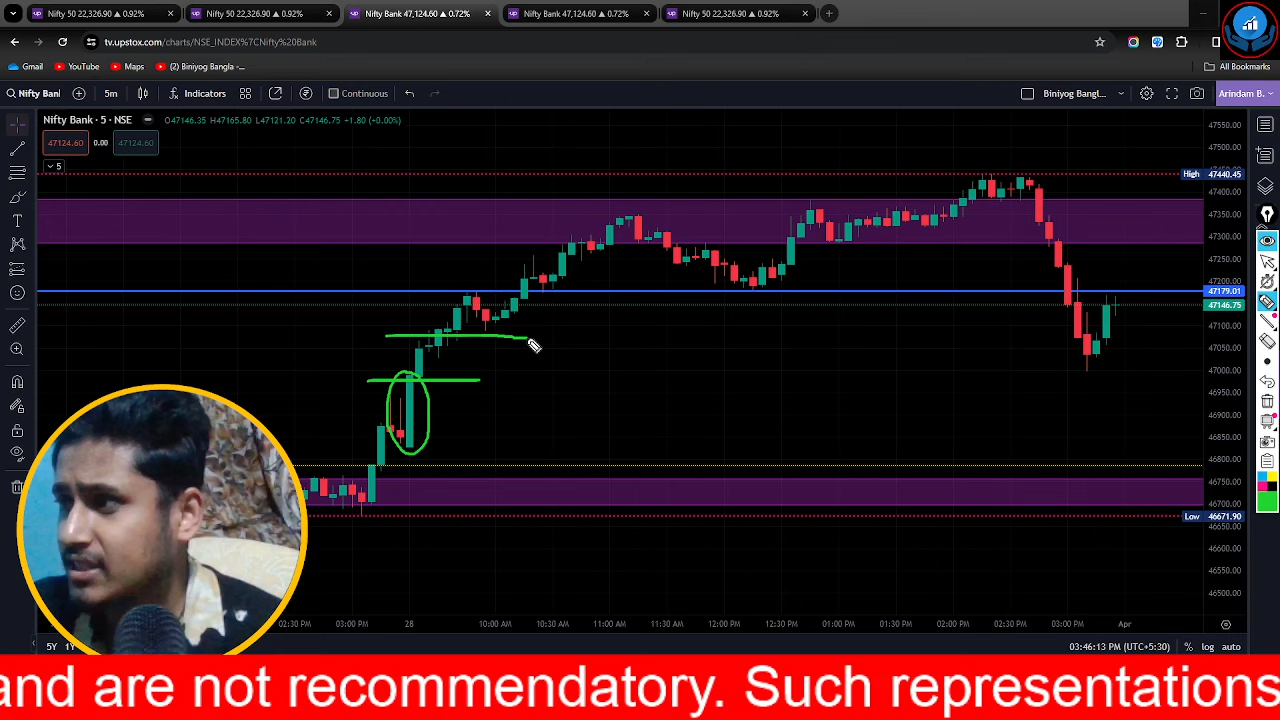 Nifty 50 22,326.90 ▲ 0.92%
Nifty 50 22,326.90 ▲ 0.92%
Nifty Bank 47,124.60 ▲ 0.72%
Nifty Bank 47,124.60 ▲ 0.72%
Nifty 50 22,326.90 ▲ 0.92%
tv.upstox.com/charts/NSE_INDEX%7CNifty%20Bank
Gmail
YouTube
Maps
(2) Biniyog Bangla -...
All Bookmarks
Nifty Banl
5m
Indicators
Continuous
Biniyog Bangl...
Arindam B.
Nifty Bank · 5 · NSE
O47146.35 H47165.80 L47121.20 C47146.75 −1.80 (+0.00%)
47124.60
0.00
47124.60
5
47550.00
47500.00
High 47440.45
47400.00
47350.00
47300.00
47250.00
47200.00
47179.01
47146.75
47100.00
47050.00
47000.00
46950.00
46900.00
46850.00
46800.00
46750.00
46700.00
Low 46671.90
46650.00
46600.00
46550.00
46500.00
02:30 PM
03:00 PM
28
10:00 AM
10:30 AM
11:00 AM
11:30 AM
12:00 PM
12:30 PM
01:00 PM
01:30 PM
02:00 PM
02:30 PM
03:00 PM
Apr
5Y
1Y
03:46:13 PM (UTC+5:30)
%
log
auto
and are not recommendatory. Such representations